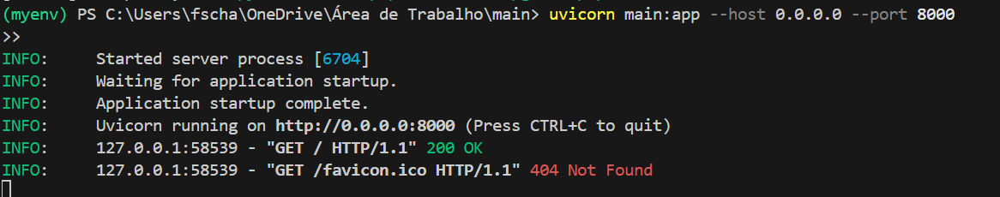 (myenv) PS C:\Users\fscha\OneDrive\Área de Trabalho\main> uvicorn main:app --host 0.0.0.0 --port 8000
>>
INFO:     Started server process [6704]
INFO:     Waiting for application startup.
INFO:     Application startup complete.
INFO:     Uvicorn running on http://0.0.0.0:8000 (Press CTRL+C to quit)
INFO:     127.0.0.1:58539 - "GET / HTTP/1.1" 200 OK
INFO:     127.0.0.1:58539 - "GET /favicon.ico HTTP/1.1" 404 Not Found